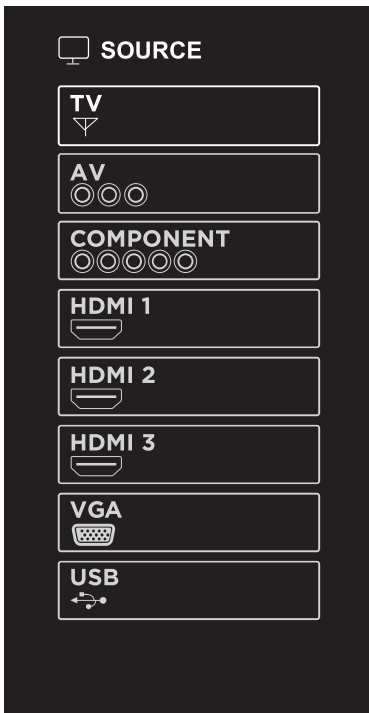 SOURCE
TV
AV
COMPONENT
HDMI 1
HDMI 2
HDMI 3
VGA
USB